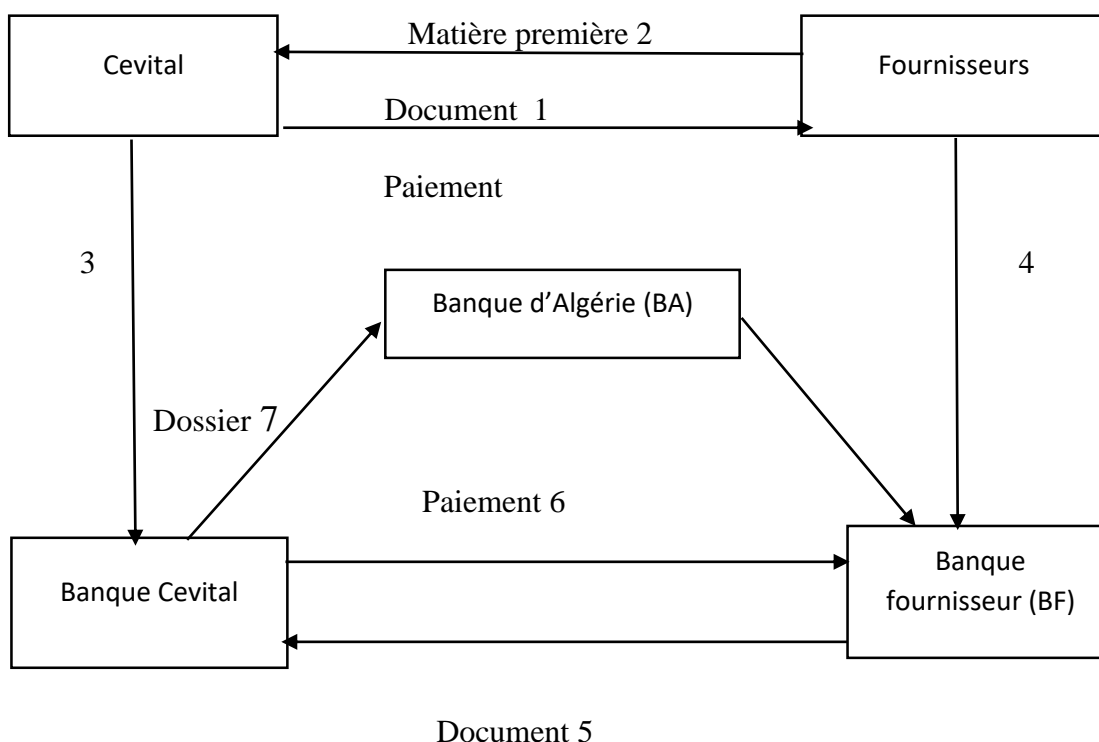 Matière première 2
Cevital
Fournisseurs
Document 1
Paiement
3
4
Banque d’Algérie (BA)
Dossier 7
Paiement 6
Banque Cevital
Banque
fournisseur (BF)
Document 5